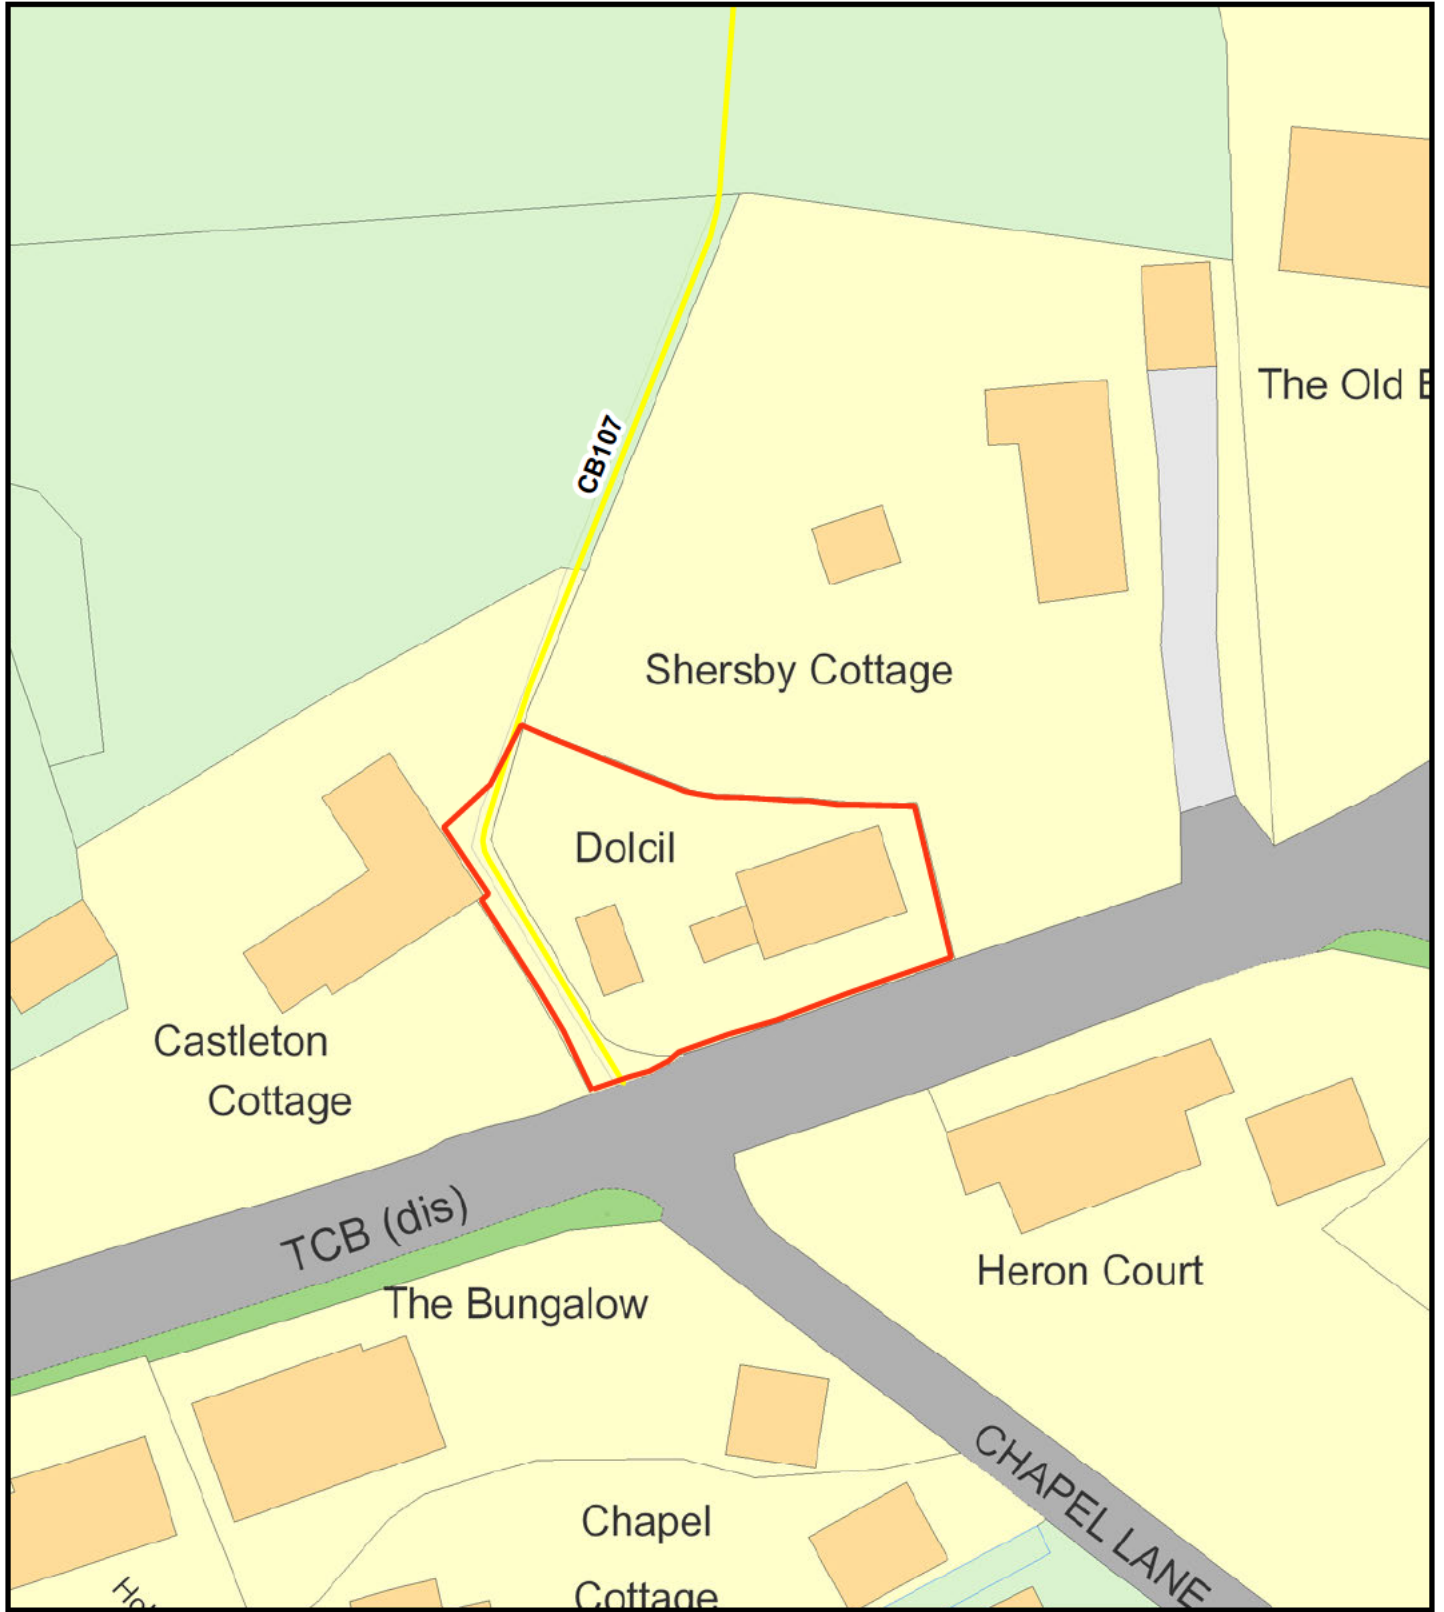 The Old
CB107
Shersby Cottage
Dolcil
Castleton
Cottage
TCB (dis)
Heron Court
The Bungalow
CHAPEL LANE
Chapel
Cottage